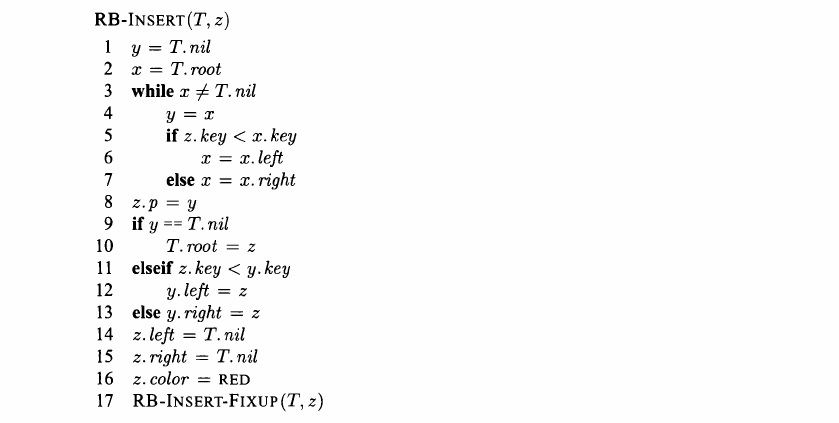 RB-INSERT(T, z)
1 y = T.nil
2 x = T.root
3 while x ≠ T.nil
4 y = x
5 if z.key < x.key
6 x = x.left
7 else x = x.right
8 z.p = y
9 if y == T.nil
10 T.root = z
11 elseif z.key < y.key
12 y.left = z
13 else y.right = z
14 z.left = T.nil
15 z.right = T.nil
16 z.color = RED
17 RB-INSERT-FIXUP(T, z)